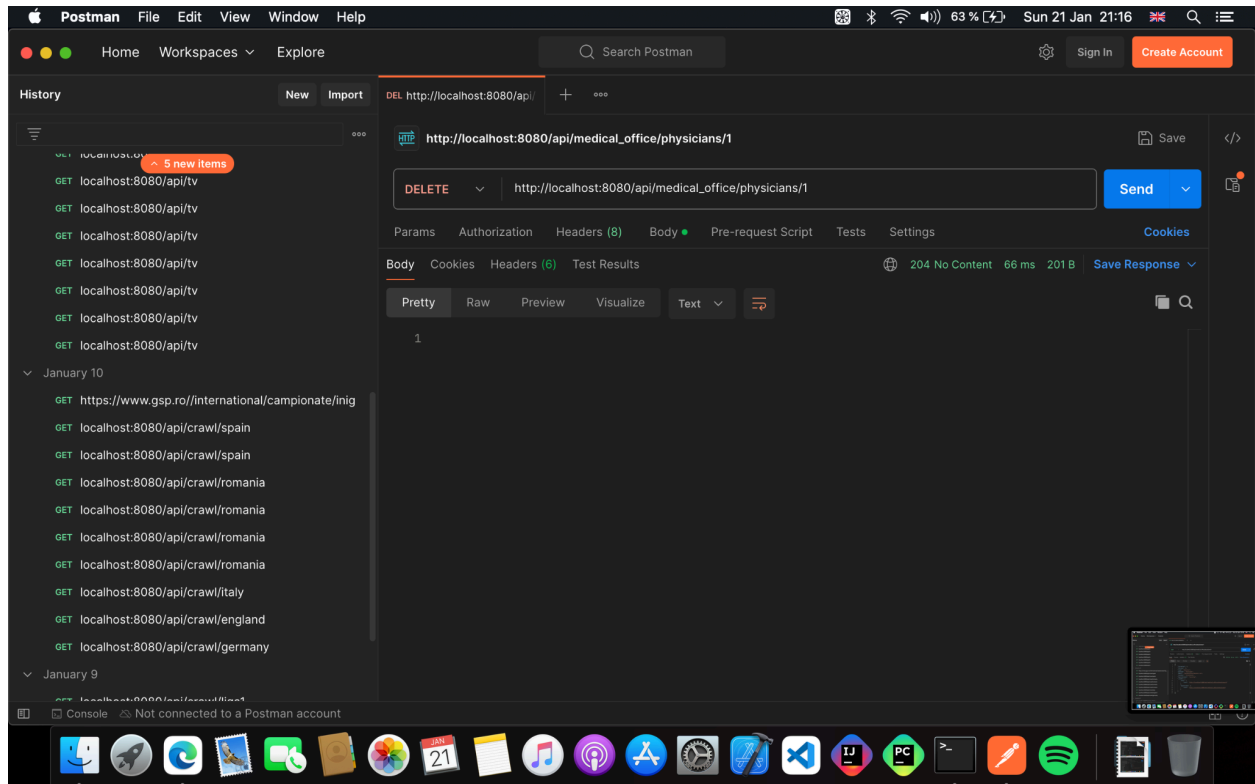 Postman File Edit View Window Help 63 % Sun 21 Jan 21:16
Home Workspaces Explore Search Postman Sign In Create Account
History New Import
DEL http://localhost:8080/api/
http://localhost:8080/api/medical_office/physicians/1 Save
5 new items
GET localhost:8080/api/tv
GET localhost:8080/api/tv
GET localhost:8080/api/tv
GET localhost:8080/api/tv
GET localhost:8080/api/tv
GET localhost:8080/api/tv
GET localhost:8080/api/tv
January 10
GET https://www.gsp.ro//international/campionate/inig
GET localhost:8080/api/crawl/spain
GET localhost:8080/api/crawl/spain
GET localhost:8080/api/crawl/romania
GET localhost:8080/api/crawl/romania
GET localhost:8080/api/crawl/romania
GET localhost:8080/api/crawl/romania
GET localhost:8080/api/crawl/italy
GET localhost:8080/api/crawl/england
GET localhost:8080/api/crawl/germany
January 9
DELETE http://localhost:8080/api/medical_office/physicians/1 Send
Params Authorization Headers (8) Body Pre-request Script Tests Settings Cookies
Body Cookies Headers (6) Test Results 204 No Content 66 ms 201 B Save Response
Pretty Raw Preview Visualize Text
1
Console Not connected to a Postman account
JAN
21
IJ
PC